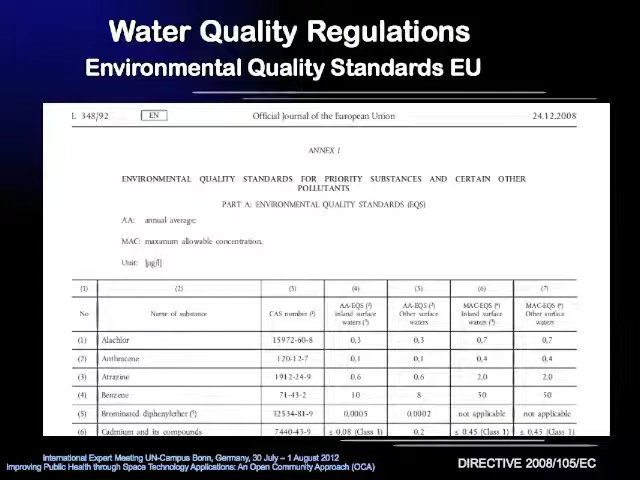 Water Quality Regulations
Environmental Quality Standards EU
L 348/92 EN Official Journal of the European Union 24.12.2008
ANNEX I
ENVIRONMENTAL QUALITY STANDARDS FOR PRIORITY SUBSTANCES AND CERTAIN OTHER
POLLUTANTS
PART A: ENVIRONMENTAL QUALITY STANDARDS (EQS)
AA: annual average;
MAC: maximum allowable concentration.
Unit: [µg/l]
(1) (2) (3) (4) (5) (6) (7)
No Name of substance CAS number (¹) AA-EQS (²) Inland surface waters (³) AA-EQS (²) Other surface waters MAC-EQS (⁴) Inland surface waters (³) MAC-EQS (⁴) Other surface waters
(1) Alachlor 15972-60-8 0,3 0,3 0,7 0,7
(2) Anthracene 120-12-7 0,1 0,1 0,4 0,4
(3) Atrazine 1912-24-9 0,6 0,6 2,0 2,0
(4) Benzene 71-43-2 10 8 50 50
(5) Brominated diphenylether (⁵) 32534-81-9 0,0005 0,0002 not applicable not applicable
(6) Cadmium and its compounds 7440-43-9 ≤ 0,08 (Class 1) 0,2 ≤ 0,45 (Class 1) ≤ 0,45 (Class 1)
International Expert Meeting UN-Campus Bonn, Germany, 30 July – 1 August 2012
Improving Public Health through Space Technology Applications: An Open Community Approach (OCA)
DIRECTIVE 2008/105/EC